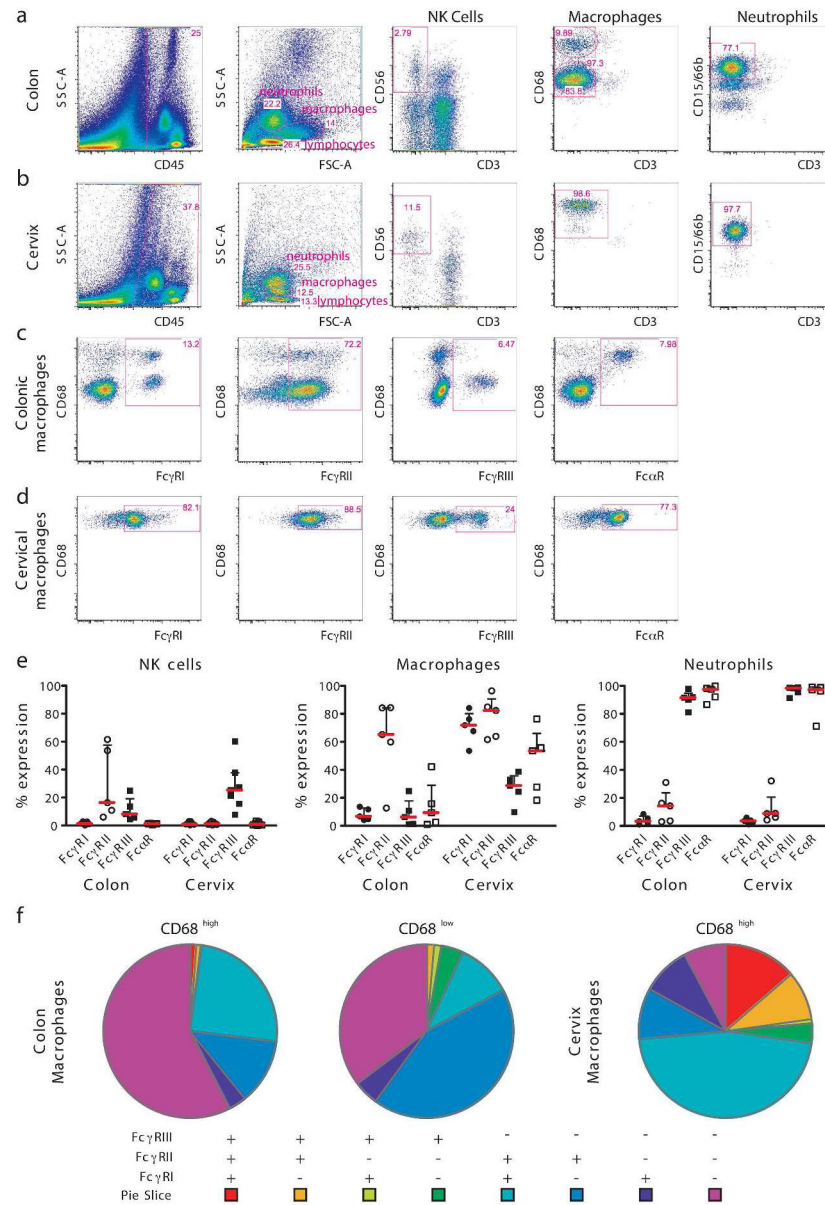 a
NK Cells
Macrophages
Neutrophils
Colon
SSC-A
25
CD45
SSC-A
neutrophils
22.2
macrophages
14
26.4
lymphocytes
FSC-A
CD56
2.79
CD3
CD68
9.89
97.3
83.8
CD3
CD15/66b
77.1
CD3
b
Cervix
SSC-A
37.8
CD45
SSC-A
neutrophils
25.5
macrophages
12.5
13.3
lymphocytes
FSC-A
CD56
11.5
CD3
CD68
98.6
CD3
CD15/66b
97.7
CD3
c
Colonic
macrophages
CD68
13.2
FcγRI
CD68
72.2
FcγRII
CD68
6.47
FcγRIII
CD68
7.98
FcαR
d
Cervical
macrophages
CD68
82.1
FcγRI
CD68
88.5
FcγRII
CD68
24
FcγRIII
CD68
77.3
FcαR
e
NK cells
% expression
100
80
60
40
20
0
FcγRI
FcγRII
FcγRIII
FcαR
FcγRI
FcγRII
FcγRIII
FcαR
Colon
Cervix
Macrophages
% expression
100
80
60
40
20
0
FcγRI
FcγRII
FcγRIII
FcαR
FcγRI
FcγRII
FcγRIII
FcαR
Colon
Cervix
Neutrophils
% expression
100
80
60
40
20
0
FcγRI
FcγRII
FcγRIII
FcαR
FcγRI
FcγRII
FcγRIII
FcαR
Colon
Cervix
f
CD68 high
CD68 low
CD68 high
Colon
Macrophages
Cervix
Macrophages
FcγRIII + + + + - - - -
FcγRII + + - - + + - -
FcγRI + - + - + - + -
Pie Slice